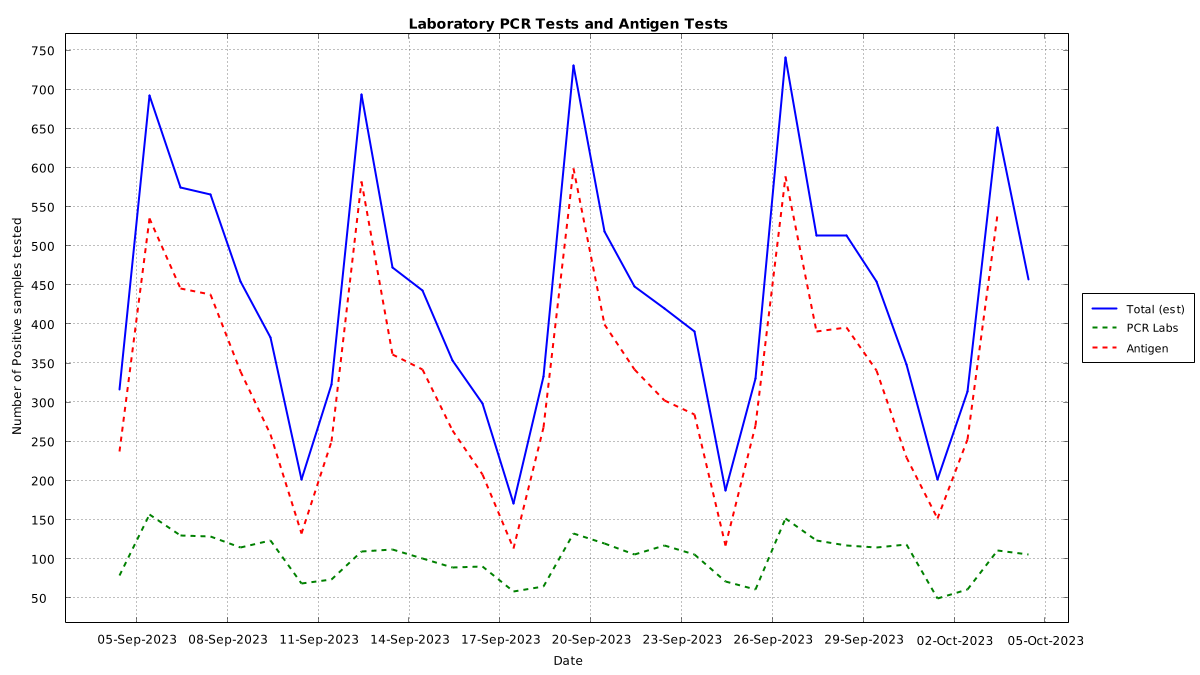 Laboratory PCR Tests and Antigen Tests
750
700
650
600
550
500
450
400
350
300
250
200
150
100
50
Number of Positive samples tested
05-Sep-2023 08-Sep-2023 11-Sep-2023 14-Sep-2023 17-Sep-2023 20-Sep-2023 23-Sep-2023 26-Sep-2023 29-Sep-2023 02-Oct-2023 05-Oct-2023
Date
Total (est)
PCR Labs
Antigen